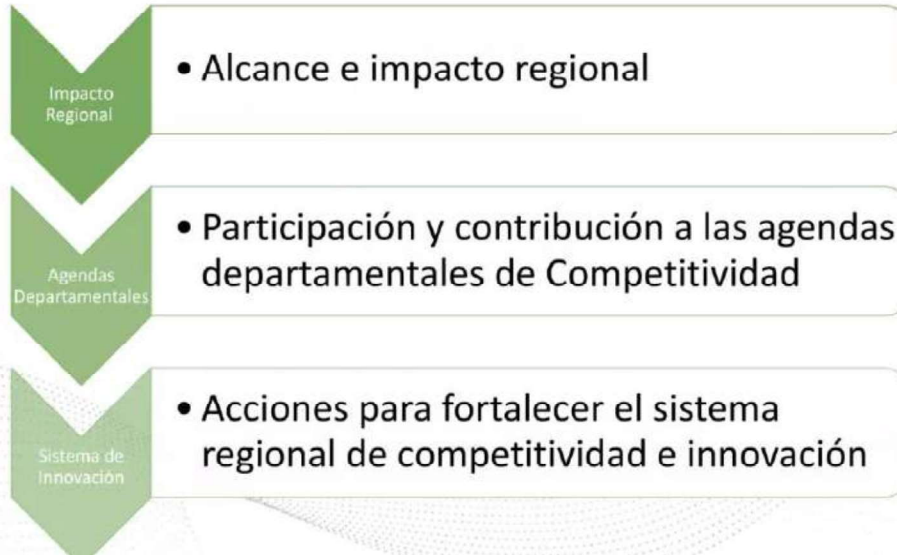 Impacto
Regional
• Alcance e impacto regional
Agendas
Departamentales
• Participación y contribución a las agendas
departamentales de Competitividad
Sistema de
Innovación
• Acciones para fortalecer el sistema
regional de competitividad e innovación